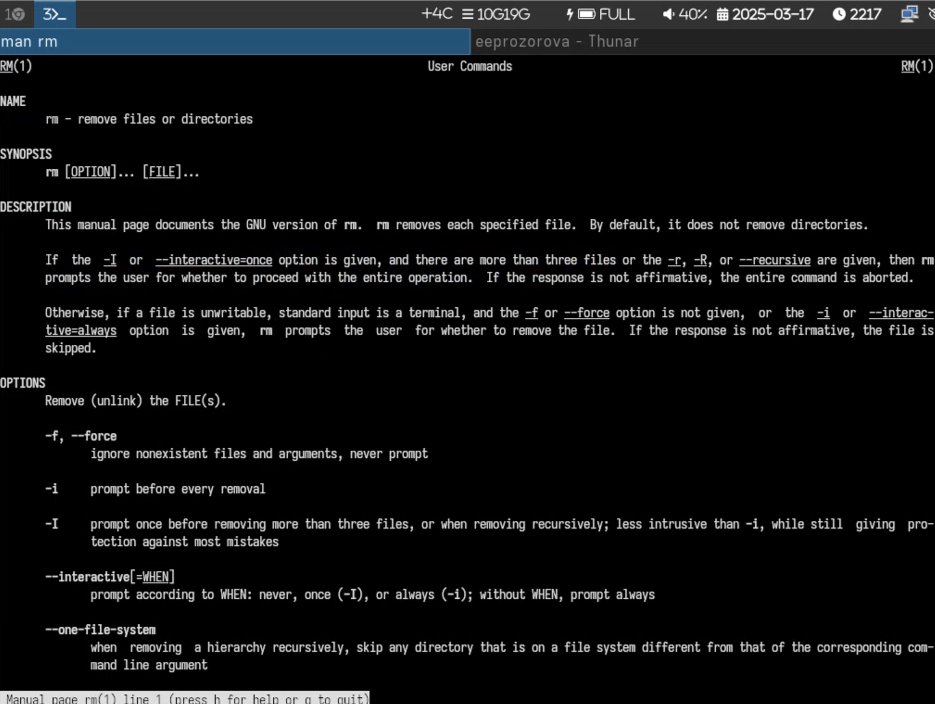 1 3 +4C 10G19G FULL 40% 2025-03-17 2217
man rm eeprozorova - Thunar
RM(1) User Commands RM(1)
NAME
rm - remove files or directories
SYNOPSIS
rm [OPTION]... [FILE]...
DESCRIPTION
This manual page documents the GNU version of rm. rm removes each specified file. By default, it does not remove directories.
If the -I or --interactive=once option is given, and there are more than three files or the -r, -R, or --recursive are given, then rm
prompts the user for whether to proceed with the entire operation. If the response is not affirmative, the entire command is aborted.
Otherwise, if a file is unwritable, standard input is a terminal, and the -f or --force option is not given, or the -i or --interac-
tive=always option is given, rm prompts the user for whether to remove the file. If the response is not affirmative, the file is
skipped.
OPTIONS
Remove (unlink) the FILE(s).
-f, --force
ignore nonexistent files and arguments, never prompt
-i prompt before every removal
-I prompt once before removing more than three files, or when removing recursively; less intrusive than -i, while still giving pro-
tection against most mistakes
--interactive[=WHEN]
prompt according to WHEN: never, once (-I), or always (-i); without WHEN, prompt always
--one-file-system
when removing a hierarchy recursively, skip any directory that is on a file system different from that of the corresponding com-
mand line argument
Manual page rm(1) line 1 (press h for help or q to quit)